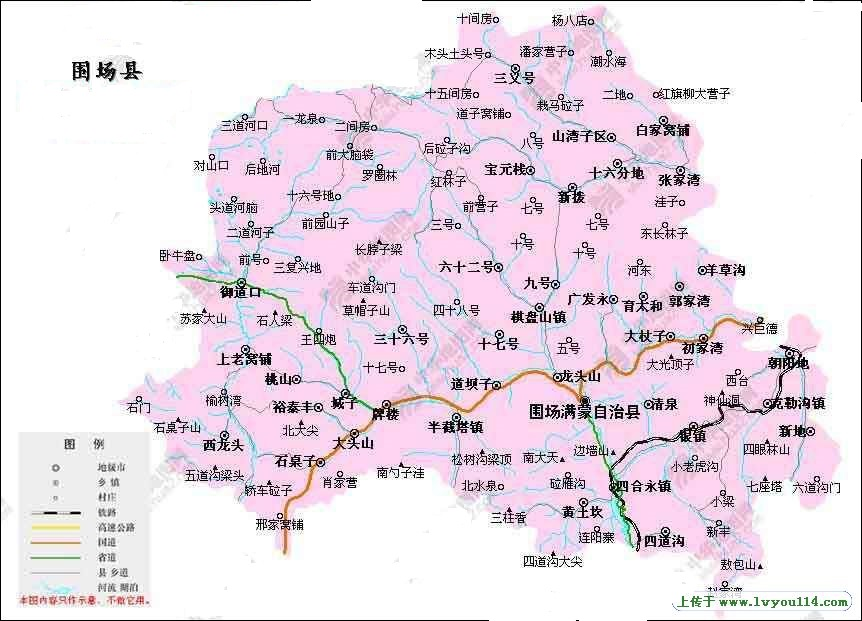 围场县
十间房
杨八店
木头土头号
潘家营子
潮水海
三义号
十五间房
栽马砬子
二地
红旗柳大营子
道子窝铺
三道河口
一龙泉
二间房
八号
山湾子区
白家窝铺
前大脑袋
后砬子沟
对山口
后地河
罗圈林
红林子
宝元栈
十六分地
张家湾
十六号地
新拨
头道河脑
前园山子
前营子
七号
洼子
二道河子
三号
七号
东长林子
卧牛盘
前号
三复兴地
长脖子梁
十号
十号
御道口
车道沟门
六十二号
九号
河东
羊草沟
苏家大山
石人梁
草帽子山
四十八号
棋盘山镇
广发永
育太和
郭家湾
王四炮
三十六号
十七号
五号
大杖子
初家湾
兴巨德
上老窝铺
十七号
大光顶子
朝阳地
桃山
道坝子
龙头山
西台
石门
榆树湾
裕泰丰
城子
牌楼
围场满蒙自治县
清泉
神仙洞
克勒沟镇
石桌子山
北大尖
半截塔镇
银镇
新地
西龙头
大头山
边墙山
四眼井山
五道沟梁头
石桌子
松树沟梁顶
南大天
小老虎沟
轿车砬子
肖家营
南勺子洼
北水泉
砬雁沟
四合永镇
七座塔
六道沟门
邢家窝铺
三柱香
黄土坎
小梁
连阳寨
四道沟
新半
四道沟大尖
敖包山
图 例
地级市
乡 镇
村庄
铁路
高速公路
国道
省道
县 乡道
河流 湖泊
本图内容只作示意，不做它用。
上传于 www.lvyou114.com